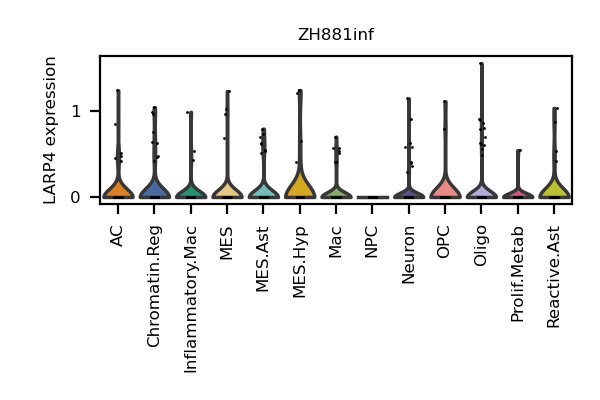 ZH881inf
LARP4 expression
1
0
AC
Chromatin.Reg
Inflammatory.Mac
MES
MES.Ast
MES.Hyp
Mac
NPC
Neuron
OPC
Oligo
Prolif.Metab
Reactive.Ast